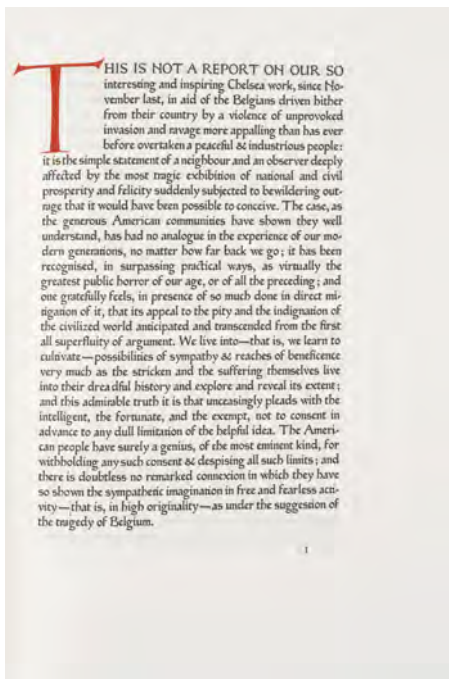 THIS IS NOT A REPORT ON OUR SO
interesting and inspiring Chelsea work, since No-
vember last, in aid of the Belgians driven hither
from their country by a violence of unprovoked
invasion and ravage more appalling than has ever
before overtaken a peaceful & industrious people:
it is the simple statement of a neighbour and an observer deeply
affected by the most tragic exhibition of national and civil
prosperity and felicity suddenly subjected to bewildering out-
rage that it would have been possible to conceive. The case, as
the generous American communities have shown they well
understand, has had no analogue in the experience of our mo-
dern generations, no matter how far back we go; it has been
recognised, in surpassing practical ways, as virtually the
greatest public horror of our age, or of all the preceding; and
one gratefully feels, in presence of so much done in direct mi-
tigation of it, that its appeal to the pity and the indignation of
the civilized world anticipated and transcended from the first
all superfluity of argument. We live into—that is, we learn to
cultivate—possibilities of sympathy & reaches of beneficence
very much as the stricken and the suffering themselves live
into their dreadful history and explore and reveal its extent;
and this admirable truth it is that unceasingly pleads with the
intelligent, the fortunate, and the exempt, not to consent in
advance to any dull limitation of the helpful idea. The Ameri-
can people have surely a genius, of the most eminent kind, for
withholding any such consent & despising all such limits; and
there is doubtless no remarked connexion in which they have
so shown the sympathetic imagination in free and fearless acti-
vity—that is, in high originality—as under the suggestion of
the tragedy of Belgium.
1